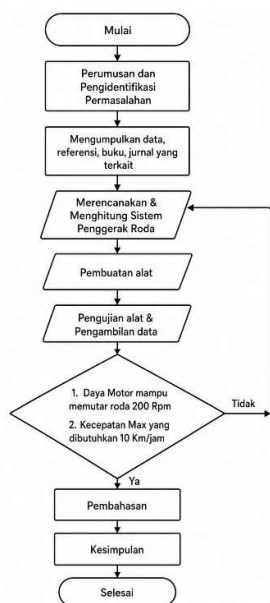 Mulai
Perumusan dan
Pengidentifikasi
Permasalahan
Mengumpulkan data,
referensi, buku, jurnal yang
terkait
Merencanakan &
Menghitung Sistem
Penggerak Roda
Pembuatan alat
Pengujian alat &
Pengambilan data
1. Daya Motor mampu
memutar roda 200 Rpm
2. Kecepatan Max yang
dibutuhkan 10 Km/jam
Tidak
Ya
Pembahasan
Kesimpulan
Selesai